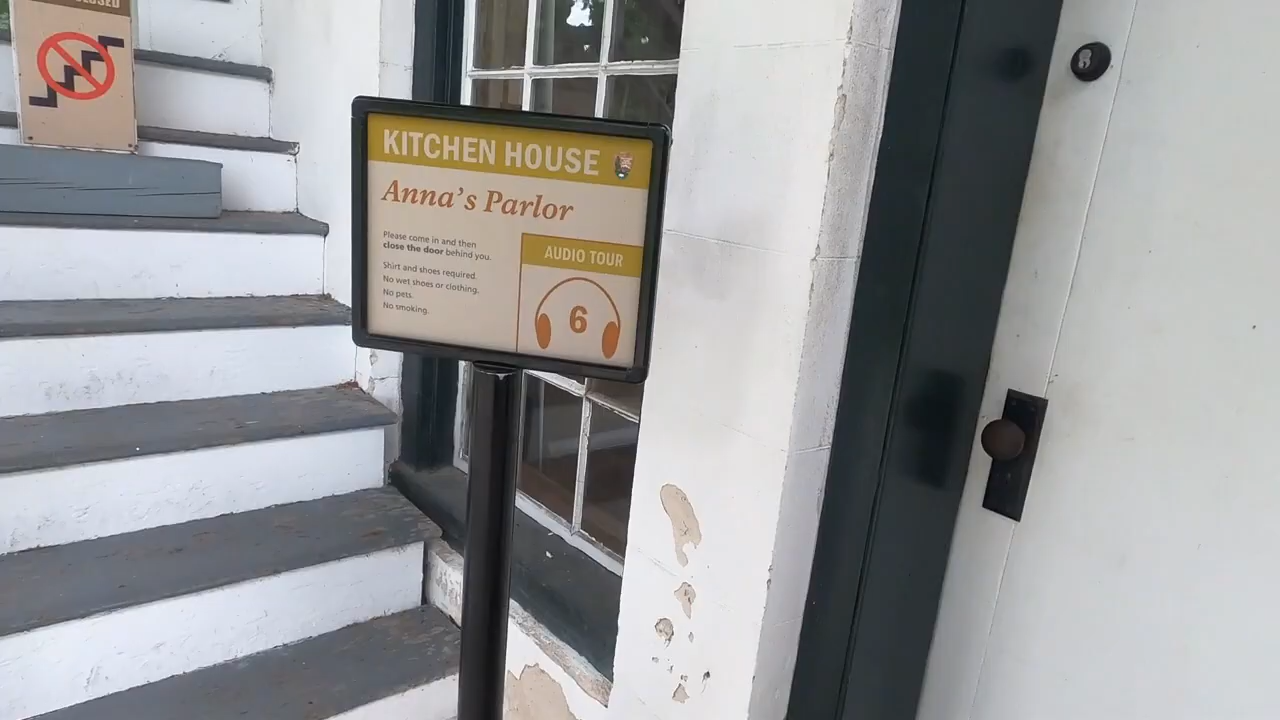 CLOSED
KITCHEN HOUSE
Anna's Parlor
Please come in and then
close the door behind you.
Shirt and shoes required.
No wet shoes or clothing.
No pets.
No smoking.
AUDIO TOUR
6